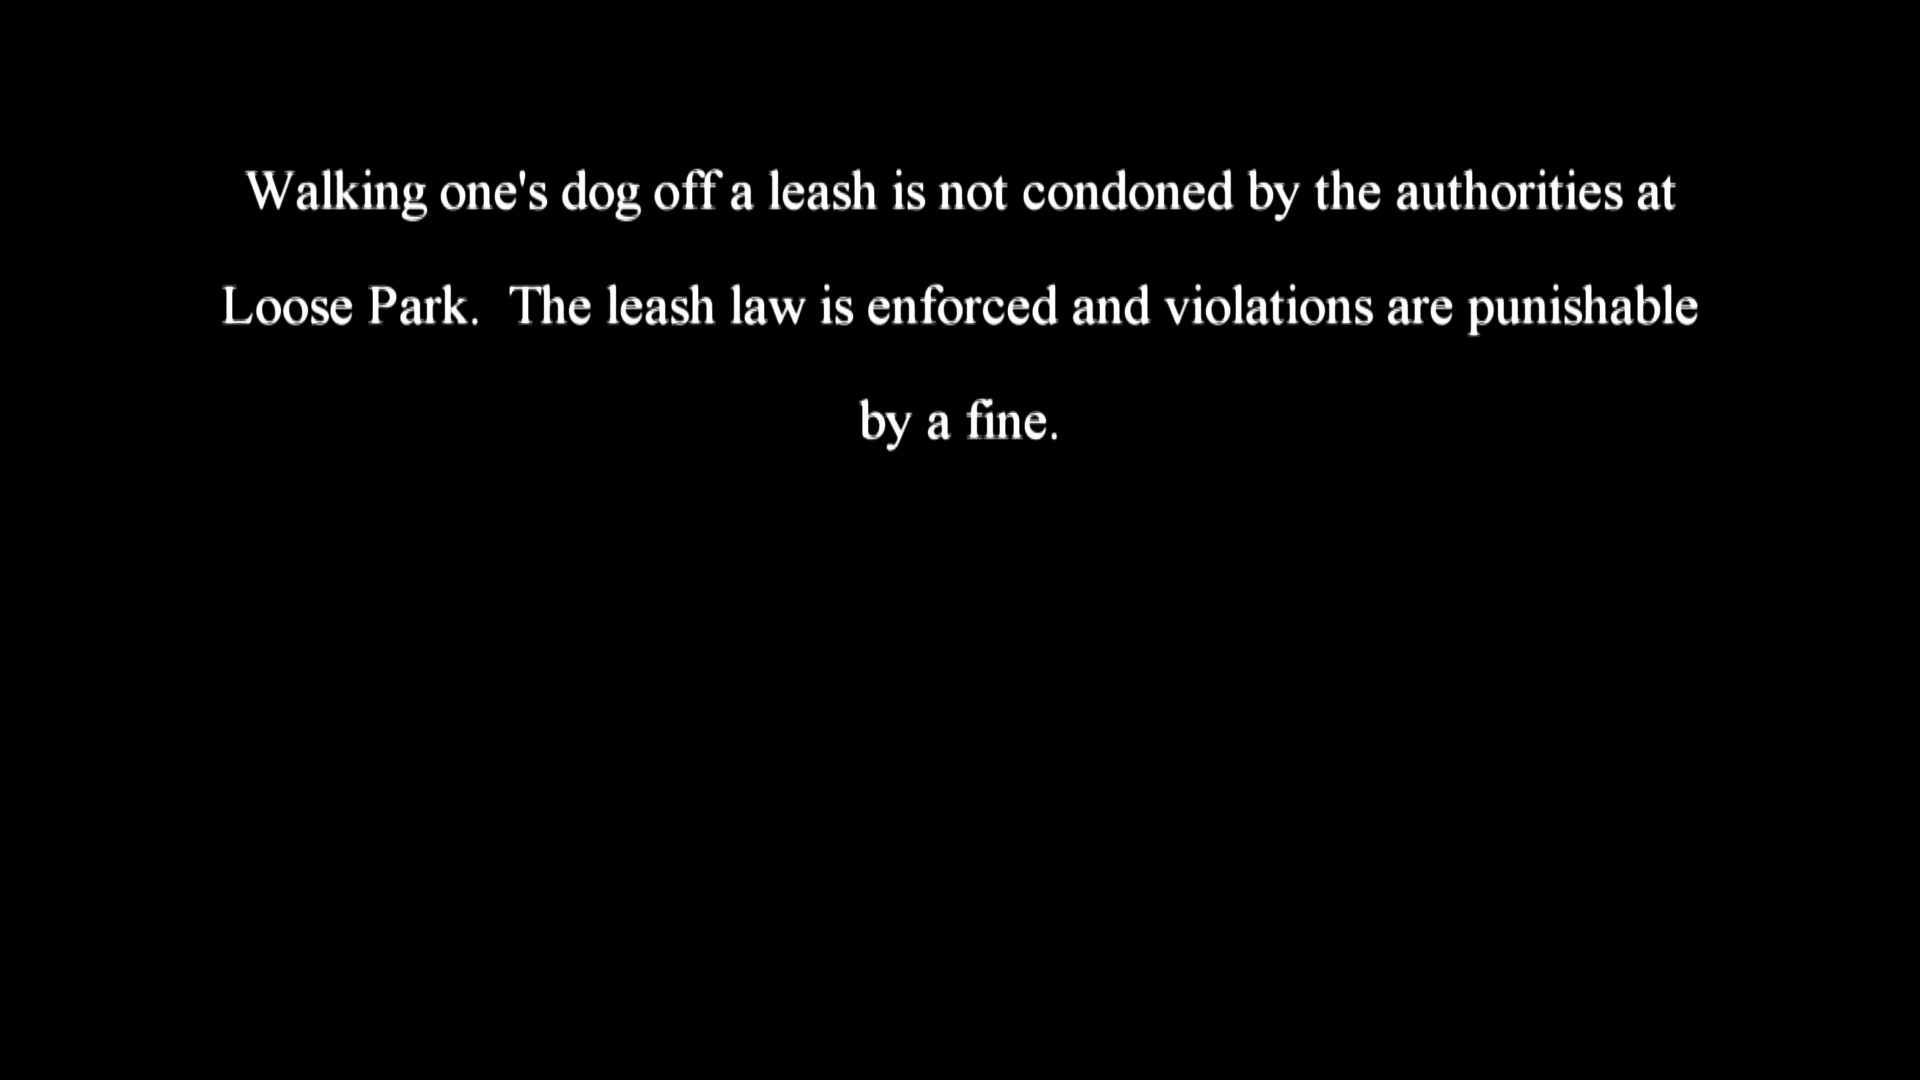 Walking one's dog off a leash is not condoned by the authorities at
Loose Park.  The leash law is enforced and violations are punishable
by a fine.